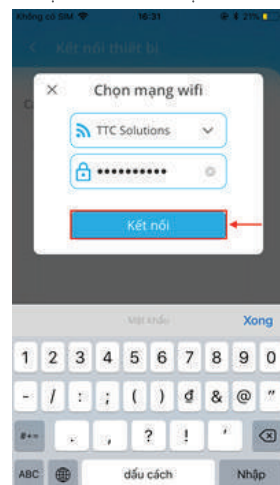 Không có SIM 16:31 21%
Kết nối thiết bị
Chọn mạng wifi
TTC Solutions
Kết nối
Mật khẩu Xong
1 2 3 4 5 6 7 8 9 0
- / : ; ( ) đ & @ "
#+= . , ? ! '
ABC dấu cách Nhập